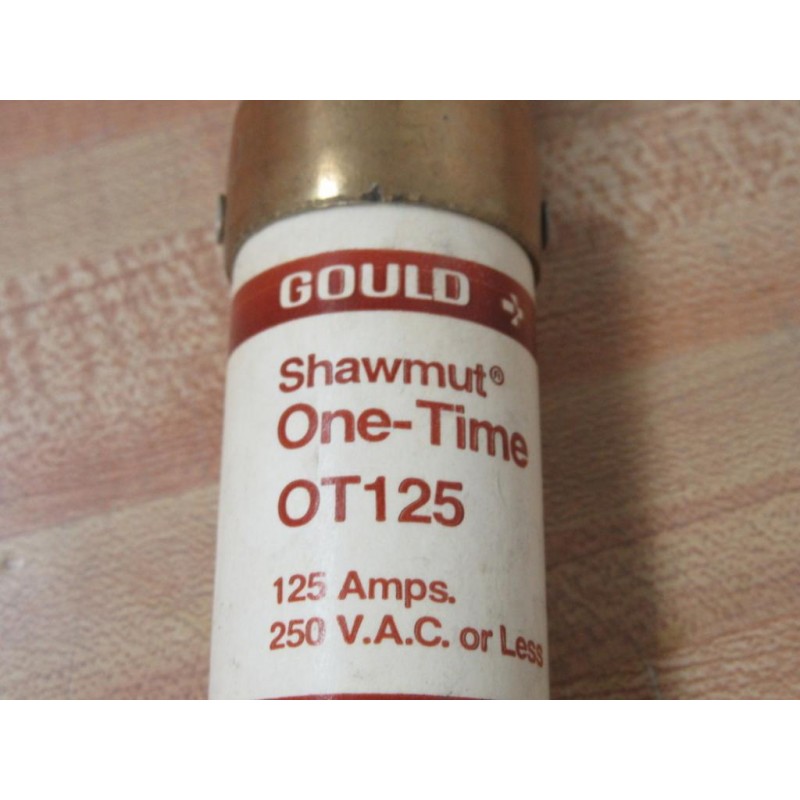 GOULD
Shawmut®
One-Time
OT125
125 Amps.
250 V.A.C. or Less